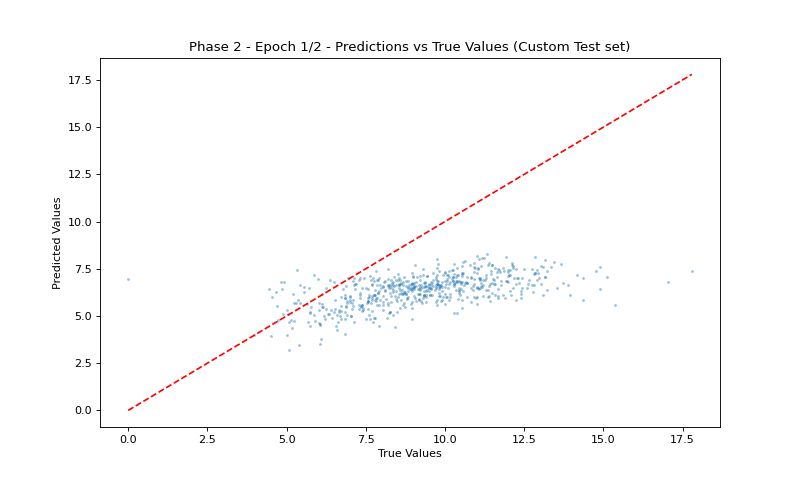 Phase 2 - Epoch 1/2 - Predictions vs True Values (Custom Test set)
Predicted Values
17.5
15.0
12.5
10.0
7.5
5.0
2.5
0.0
0.0 2.5 5.0 7.5 10.0 12.5 15.0 17.5
True Values